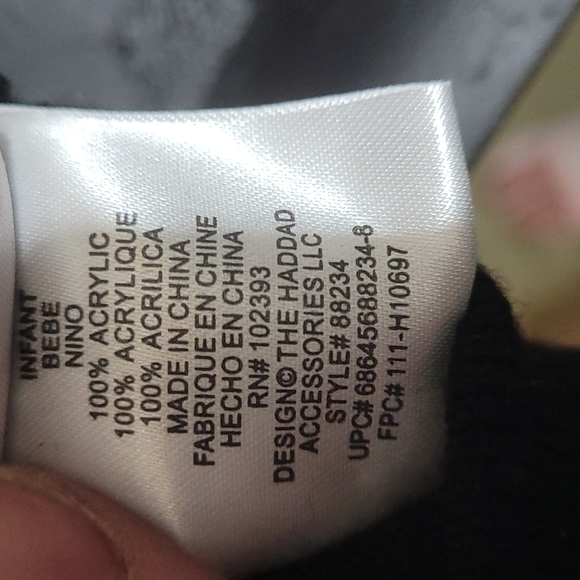 INFANT
BEBE
NINO
100% ACRYLIC
100% ACRYLIQUE
100% ACRILICA
MADE IN CHINA
FABRIQUE EN CHINE
HECHO EN CHINA
RN# 102393
DESIGN© THE HADDAD
ACCESSORIES LLC
STYLE# 88234
UPC# 68645688234-8
FPC# 111-H10697